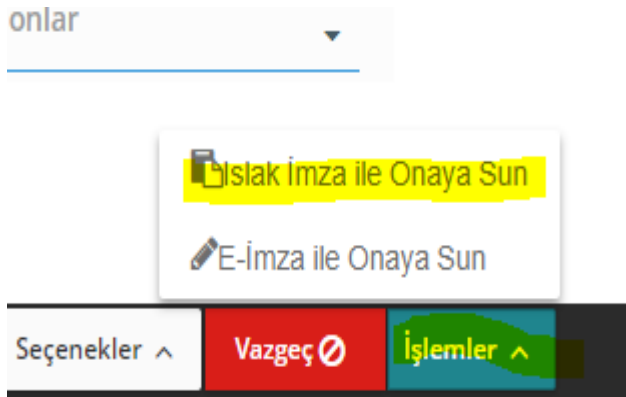 onlar
Islak İmza ile Onaya Sun
E-İmza ile Onaya Sun
Seçenekler
Vazgeç
İşlemler